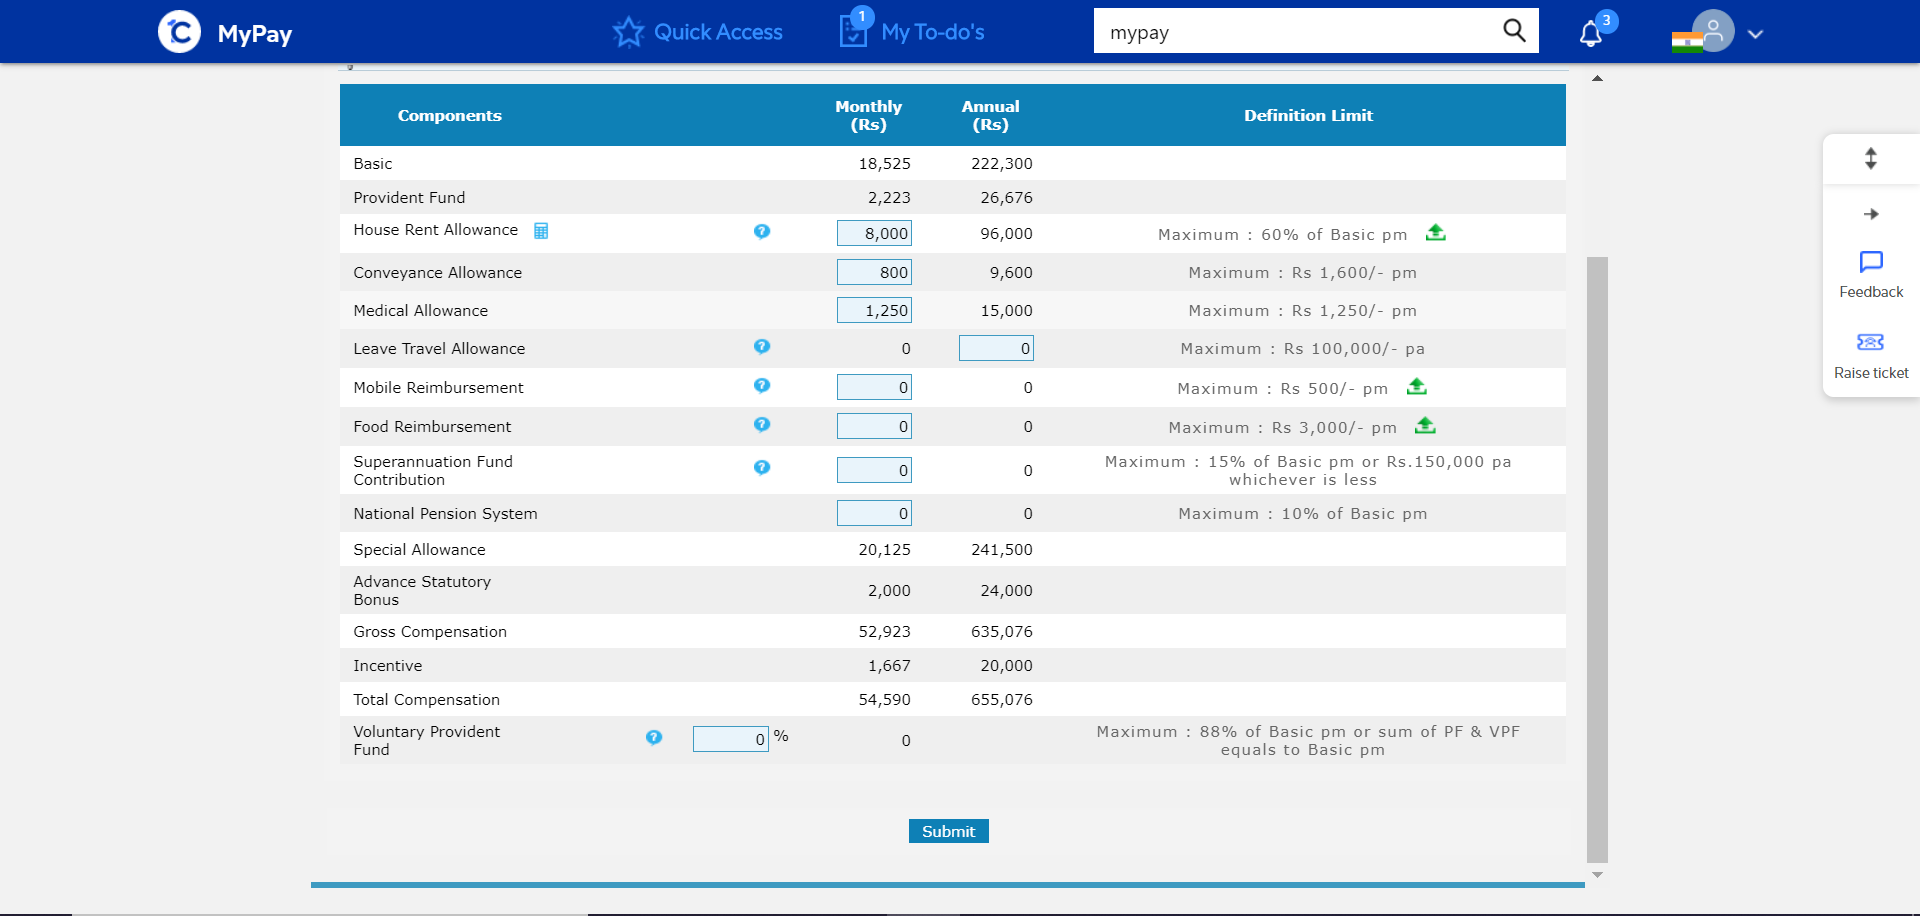 MyPay
Quick Access
1
My To-do's
mypay
3
Components Monthly (Rs) Annual (Rs) Definition Limit
Basic 18,525 222,300
Provident Fund 2,223 26,676
House Rent Allowance ? 8,000 96,000 Maximum : 60% of Basic pm
Conveyance Allowance 800 9,600 Maximum : Rs 1,600/- pm
Medical Allowance 1,250 15,000 Maximum : Rs 1,250/- pm
Leave Travel Allowance ? 0 0 Maximum : Rs 100,000/- pa
Mobile Reimbursement ? 0 0 Maximum : Rs 500/- pm
Food Reimbursement ? 0 0 Maximum : Rs 3,000/- pm
Superannuation Fund
Contribution ? 0 0 Maximum : 15% of Basic pm or Rs.150,000 pa
whichever is less
National Pension System 0 0 Maximum : 10% of Basic pm
Special Allowance 20,125 241,500
Advance Statutory
Bonus 2,000 24,000
Gross Compensation 52,923 635,076
Incentive 1,667 20,000
Total Compensation 54,590 655,076
Voluntary Provident
Fund ? 0 % 0 Maximum : 88% of Basic pm or sum of PF & VPF
equals to Basic pm
Submit
Feedback
Raise ticket